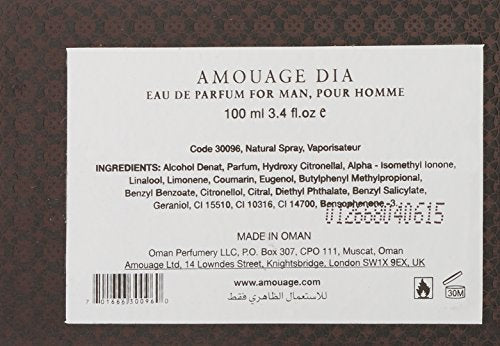 AMOUAGE DIA
EAU DE PARFUM FOR MAN, POUR HOMME
100 ml 3.4 fl.oz e
Code 30096, Natural Spray, Vaporisateur
INGREDIENTS: Alcohol Denat, Parfum, Hydroxy Citronellal, Alpha - Isomethyl Ionone,
Linalool, Limonene, Coumarin, Eugenol, Butylphenyl Methylpropional,
Benzyl Benzoate, Citronellol, Citral, Diethyl Phthalate, Benzyl Salicylate,
Geraniol, CI 15510, CI 10316, CI 14700, Bensophenone-3.
MADE IN OMAN
Oman Perfumery LLC, P.O. Box 307, CPO 111, Muscat, Oman
Amouage Ltd, 14 Lowndes Street, Knightsbridge, London SW1X 9EX, UK
www.amouage.com
للاستعمال الظاهري فقط
7 01666 30096 0
30M